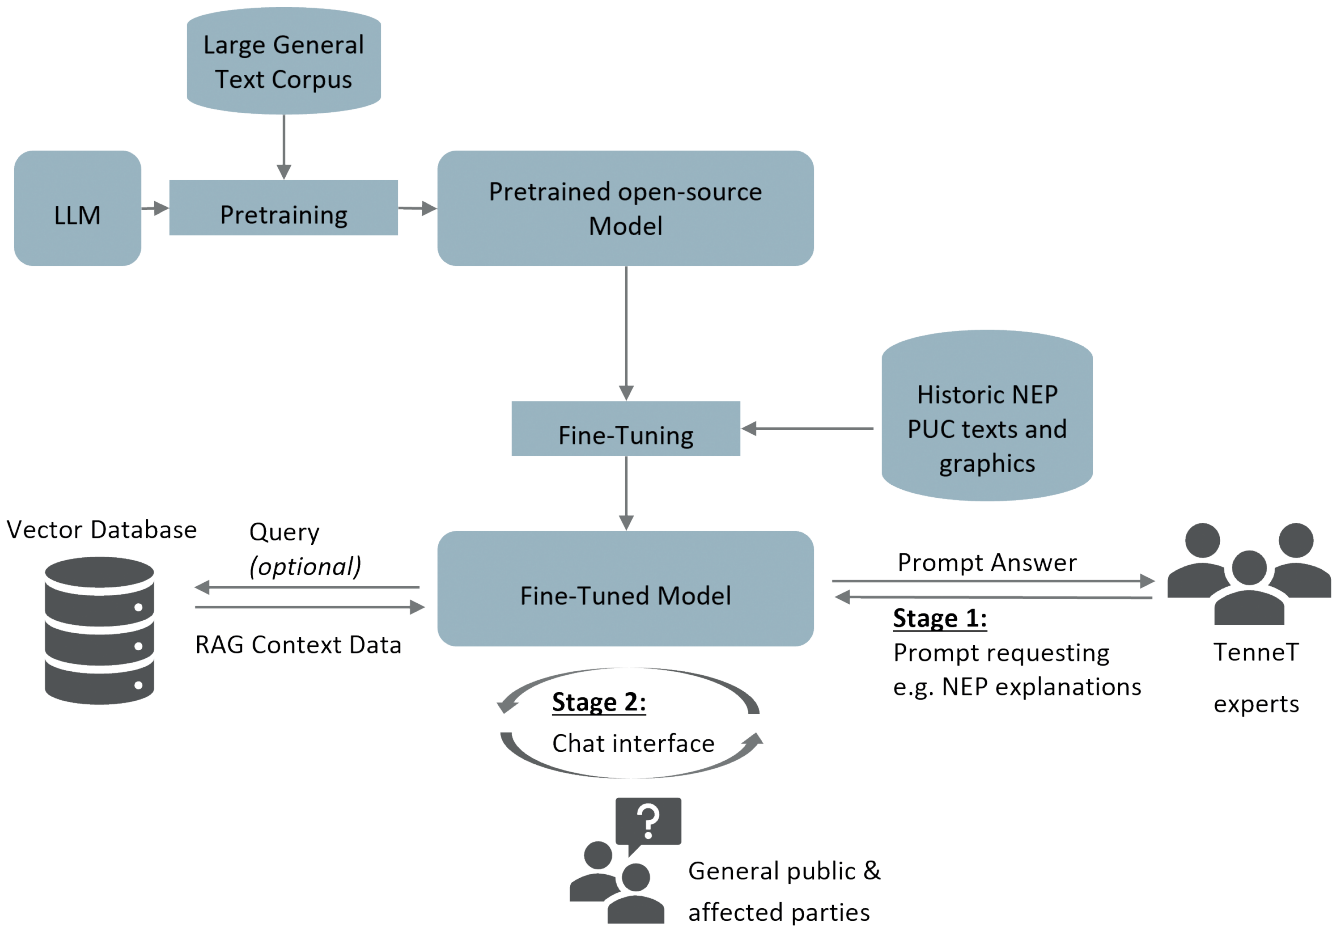 Large General
Text Corpus
LLM
Pretraining
Pretrained open-source
Model
Historic NEP
PUC texts and
graphics
Fine-Tuning
Vector Database
Query
(optional)
RAG Context Data
Fine-Tuned Model
Prompt Answer
Stage 1:
Prompt requesting
e.g. NEP explanations
TenneT
experts
Stage 2:
Chat interface
?
General public &
affected parties